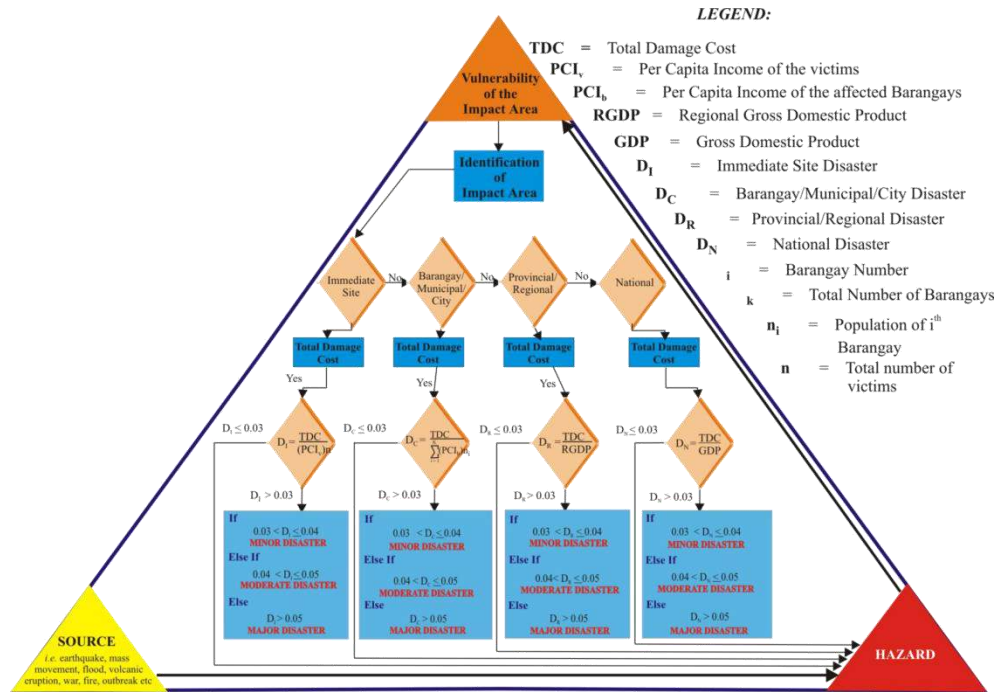 LEGEND:
TDC = Total Damage Cost
PCIv = Per Capita Income of the victims
PCIb = Per Capita Income of the affected Barangays
RGDP = Regional Gross Domestic Product
GDP = Gross Domestic Product
DI = Immediate Site Disaster
DC = Barangay/Municipal/City Disaster
DR = Provincial/Regional Disaster
DN = National Disaster
i = Barangay Number
k = Total Number of Barangays
ni = Population of ith
Barangay
n = Total number of
victims
Vulnerability
of the
Impact Area
Identification
of
Impact Area
Immediate
Site
No
Barangay/
Municipal/
City
No
Provincial/
Regional
No
National
Total Damage
Cost
Total Damage
Cost
Total Damage
Cost
Total Damage
Cost
Yes
Yes
Yes
DI ≤ 0.03
DI = TDC
(PCIv)n
DC ≤ 0.03
DC = TDC
∑(PCIv)ni
i=1
DR ≤ 0.03
DR = TDC
RGDP
DN ≤ 0.03
DN = TDC
GDP
DI > 0.03
DC > 0.03
DR > 0.03
DN > 0.03
If
0.03 < DI ≤ 0.04
MINOR DISASTER
Else If
0.04 < DI ≤ 0.05
MODERATE DISASTER
Else
DI > 0.05
MAJOR DISASTER
If
0.03 < DC ≤ 0.04
MINOR DISASTER
Else If
0.04 < DC ≤ 0.05
MODERATE DISASTER
Else
DC > 0.05
MAJOR DISASTER
If
0.03 < DR ≤ 0.04
MINOR DISASTER
Else If
0.04< DR ≤ 0.05
MODERATE DISASTER
Else
DR > 0.05
MAJOR DISASTER
If
0.03 < DN ≤ 0.04
MINOR DISASTER
Else If
0.04 < DN ≤ 0.05
MODERATE DISASTER
Else
DN > 0.05
MAJOR DISASTER
SOURCE
i.e. earthquake, mass
movement, flood, volcanic
eruption, war, fire, outbreak etc
HAZARD